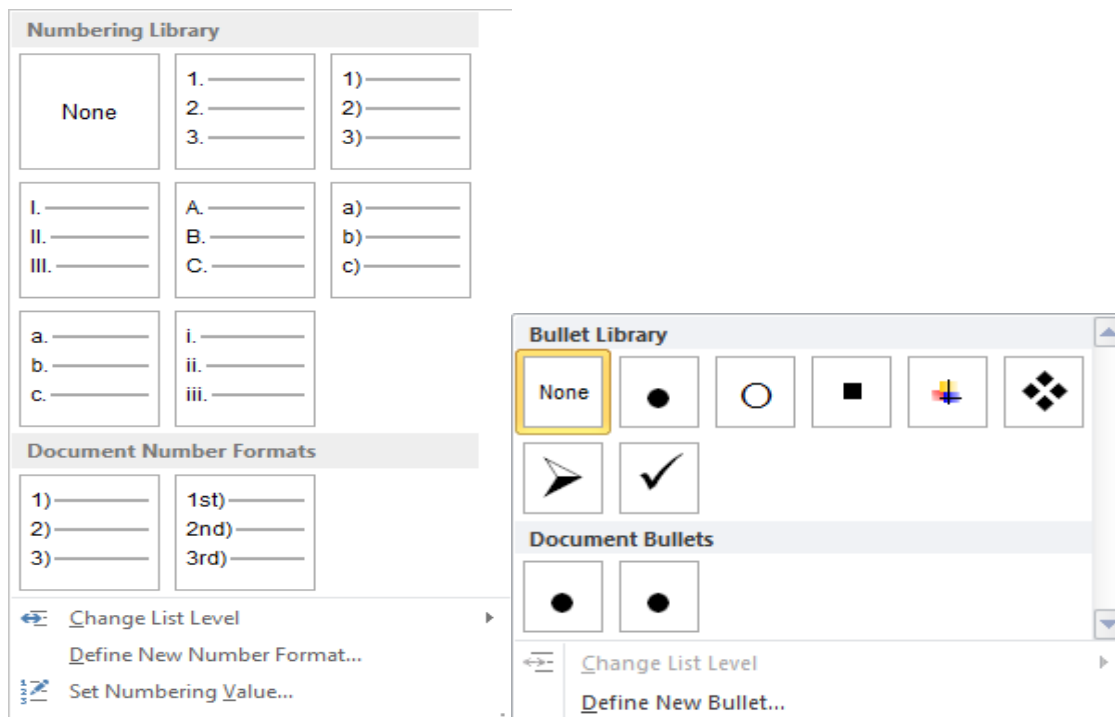 Numbering Library
None
1.
2.
3.
1)
2)
3)
I.
II.
III.
A.
B.
C.
a)
b)
c)
a.
b.
c.
i.
ii.
iii.
Document Number Formats
1)
2)
3)
1st)
2nd)
3rd)
Change List Level
Define New Number Format...
Set Numbering Value...
Bullet Library
None
Document Bullets
Change List Level
Define New Bullet...